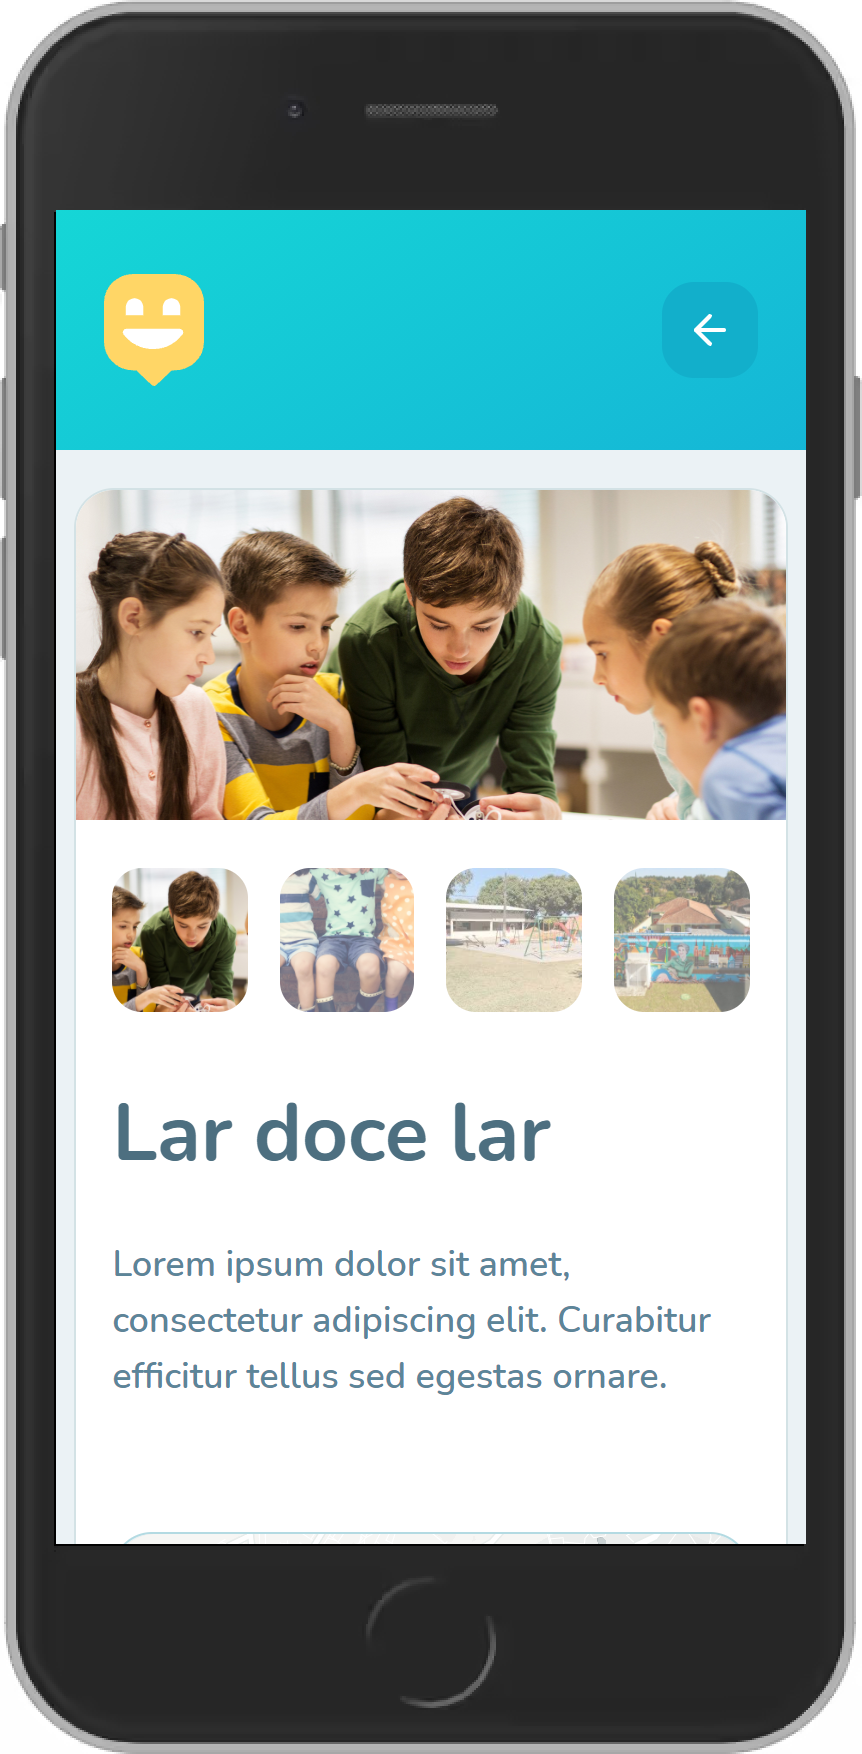 Lar doce lar
Lorem ipsum dolor sit amet,
consectetur adipiscing elit. Curabitur
efficitur tellus sed egestas ornare.